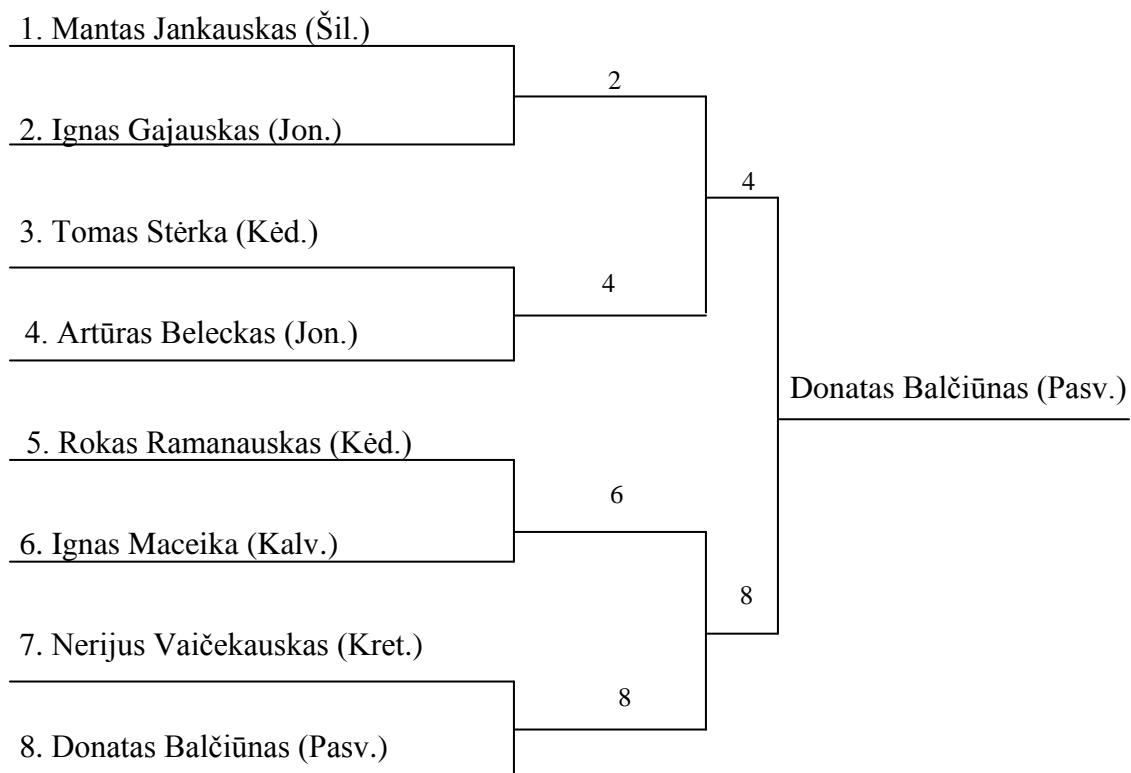 1. Mantas Jankauskas (Šil.)
2
2. Ignas Gajauskas (Jon.)
4
3. Tomas Stėrka (Kėd.)
4
4. Artūras Beleckas (Jon.)
Donatas Balčiūnas (Pasv.)
5. Rokas Ramanauskas (Kėd.)
6
6. Ignas Maceika (Kalv.)
8
7. Nerijus Vaičekauskas (Kret.)
8
8. Donatas Balčiūnas (Pasv.)